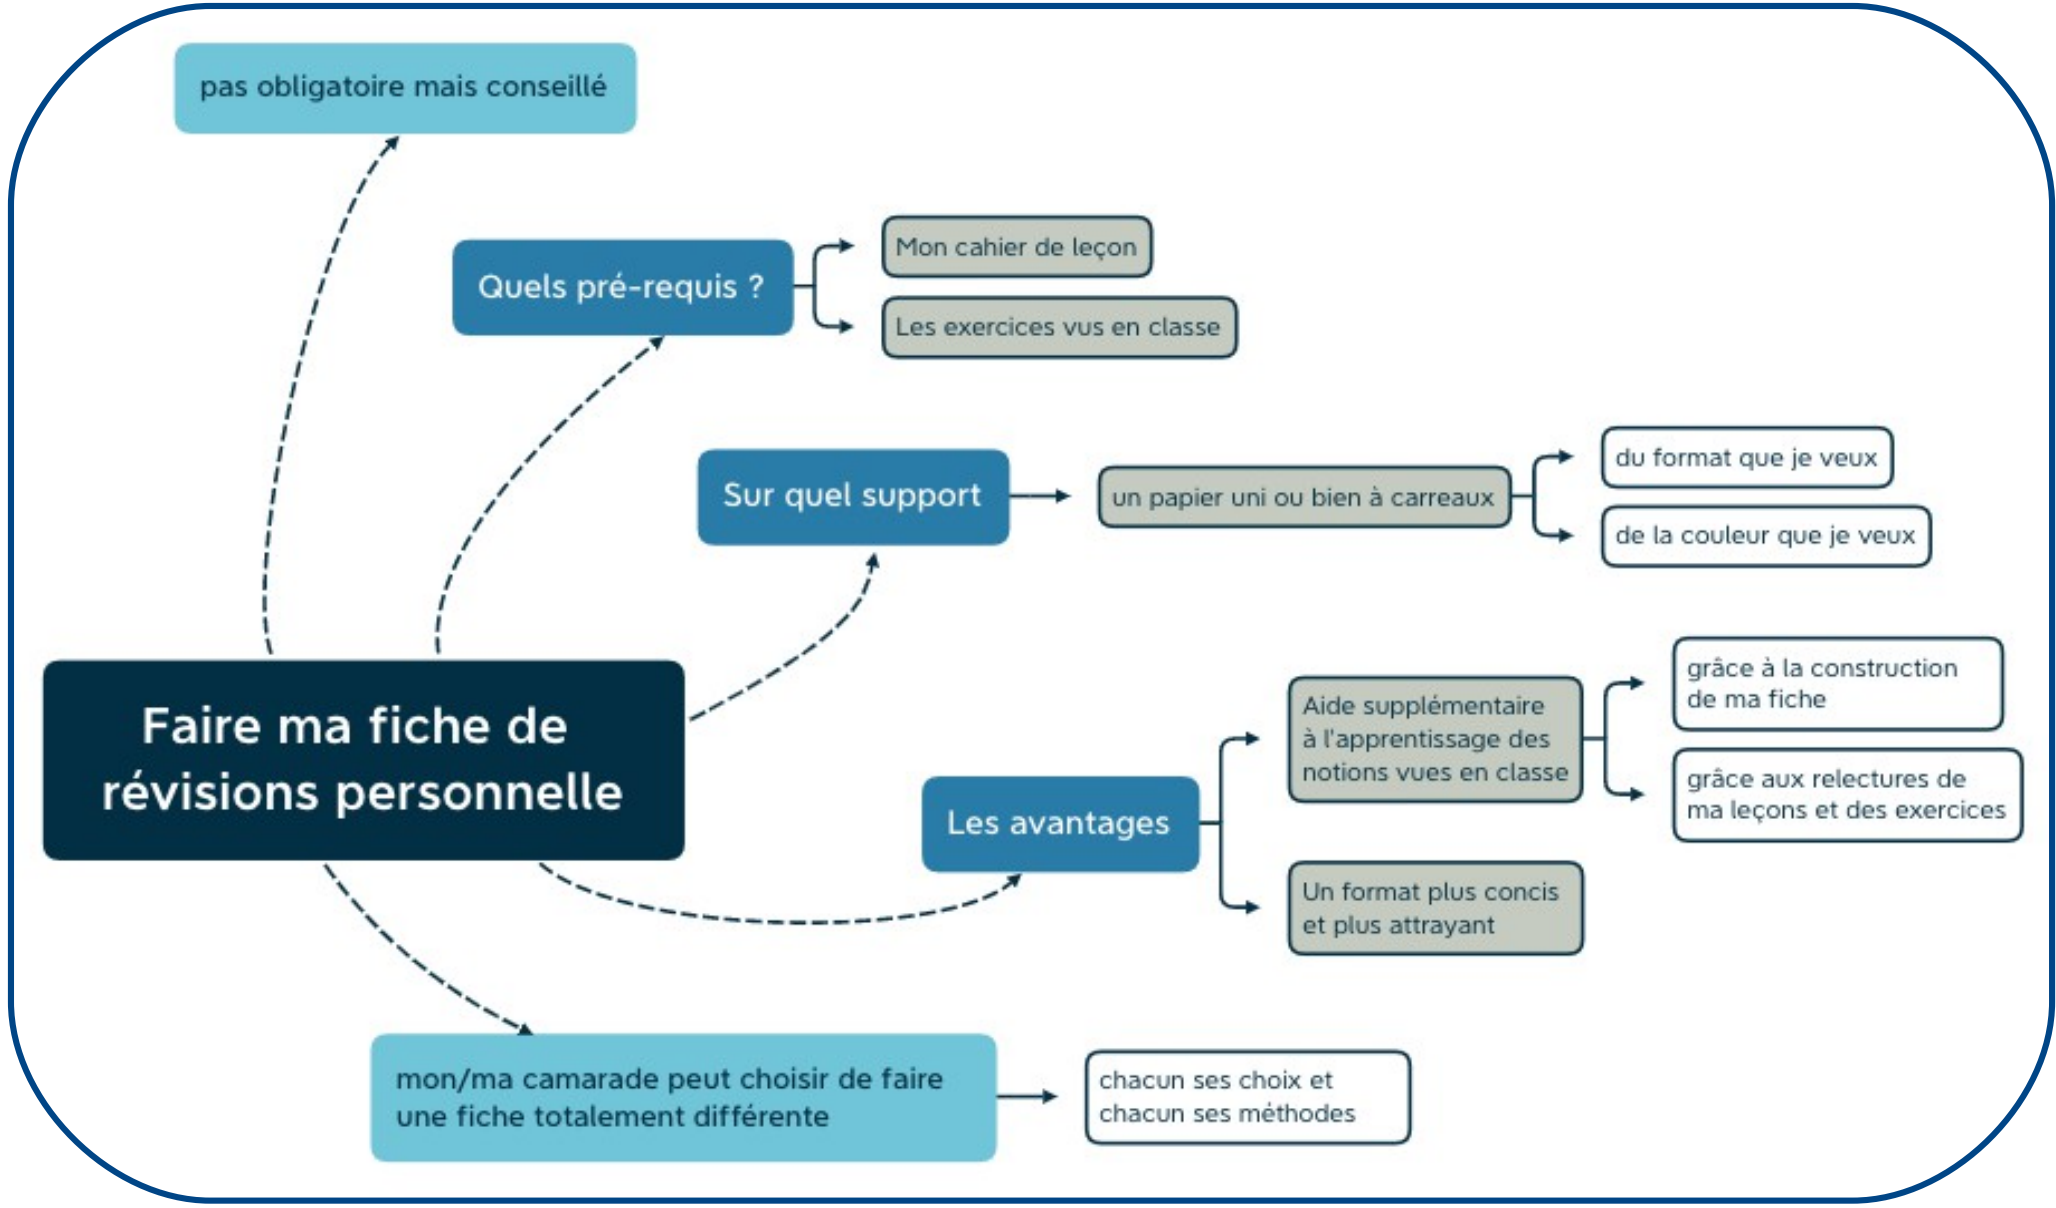 pas obligatoire mais conseillé
Quels pré-requis ?
Mon cahier de leçon
Les exercices vus en classe
Sur quel support
un papier uni ou bien à carreaux
du format que je veux
de la couleur que je veux
Faire ma fiche de
révisions personnelle
Les avantages
Aide supplémentaire
à l'apprentissage des
notions vues en classe
grâce à la construction
de ma fiche
grâce aux relectures de
ma leçons et des exercices
Un format plus concis
et plus attrayant
mon/ma camarade peut choisir de faire
une fiche totalement différente
chacun ses choix et
chacun ses méthodes